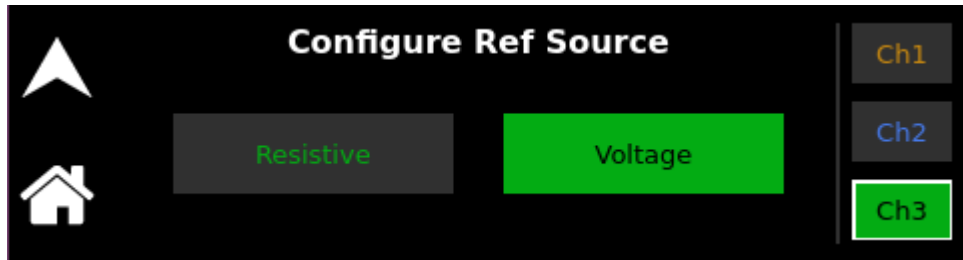 Configure Ref Source
Resistive
Voltage
Ch1
Ch2
Ch3